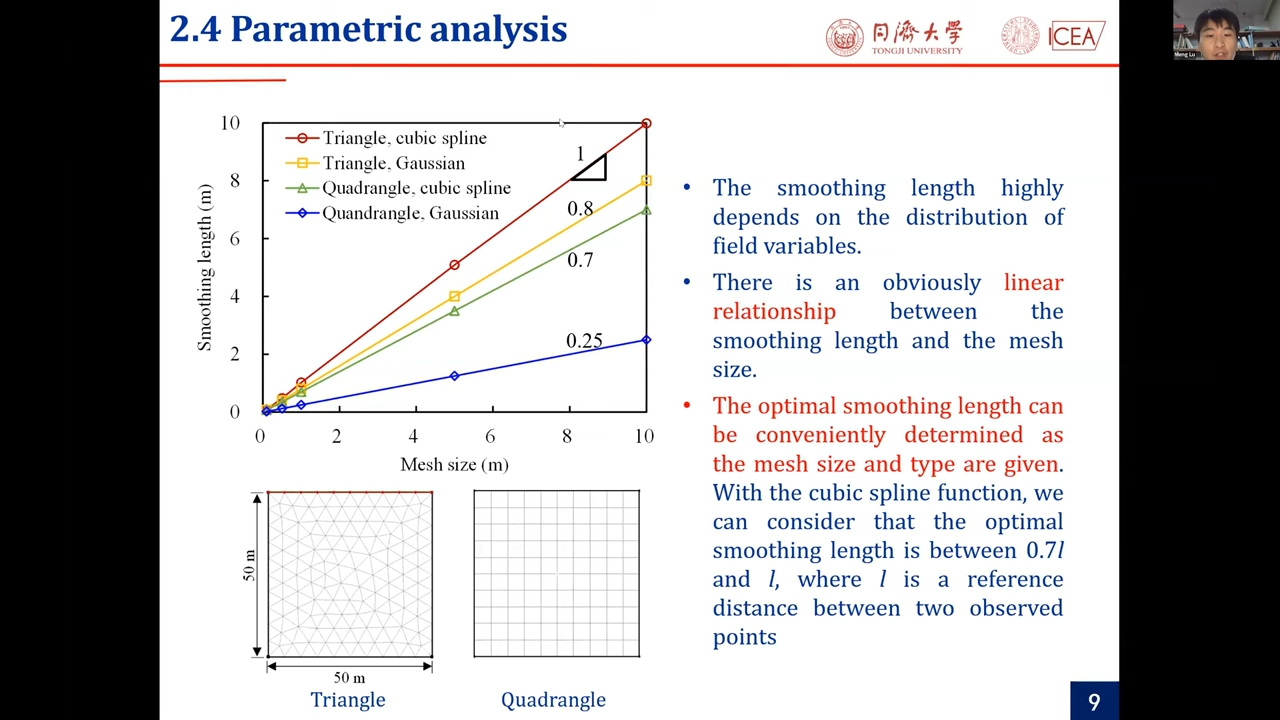 2.4 Parametric analysis
同濟大學
TONGJI UNIVERSITY
ICEA
Meng Lu
Smoothing length (m)
10
8
6
4
2
0
Triangle, cubic spline
Triangle, Gaussian
Quadrangle, cubic spline
Quandrangle, Gaussian
1
0.8
0.7
0.25
0 2 4 6 8 10
Mesh size (m)
50 m
50 m
Triangle
Quadrangle
• The smoothing length highly
depends on the distribution of
field variables.
• There is an obviously linear
relationship between the
smoothing length and the mesh
size.
• The optimal smoothing length can
be conveniently determined as
the mesh size and type are given.
With the cubic spline function, we
can consider that the optimal
smoothing length is between 0.7l
and l, where l is a reference
distance between two observed
points
9